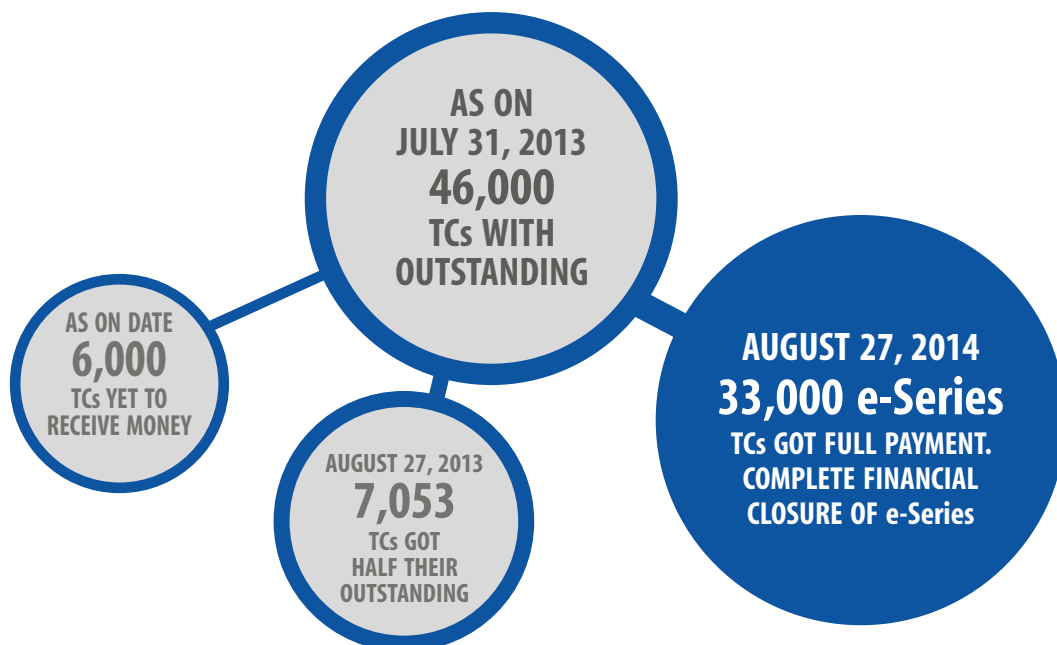 AS ON
JULY 31, 2013
46,000
TCs WITH
OUTSTANDING
AS ON DATE
6,000
TCs YET TO
RECEIVE MONEY
AUGUST 27, 2013
7,053
TCs GOT
HALF THEIR
OUTSTANDING
AUGUST 27, 2014
33,000 e-Series
TCs GOT FULL PAYMENT.
COMPLETE FINANCIAL
CLOSURE OF e-Series